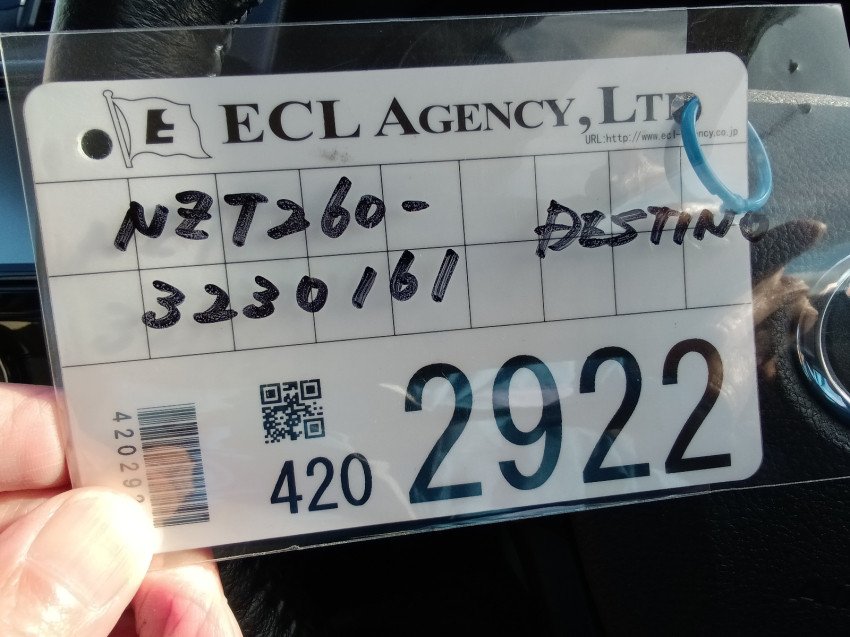 E
ECL AGENCY, LTD
URL:http://www.ecl-agency.co.jp
NZT260-
DESTINO
3230161
420 2922